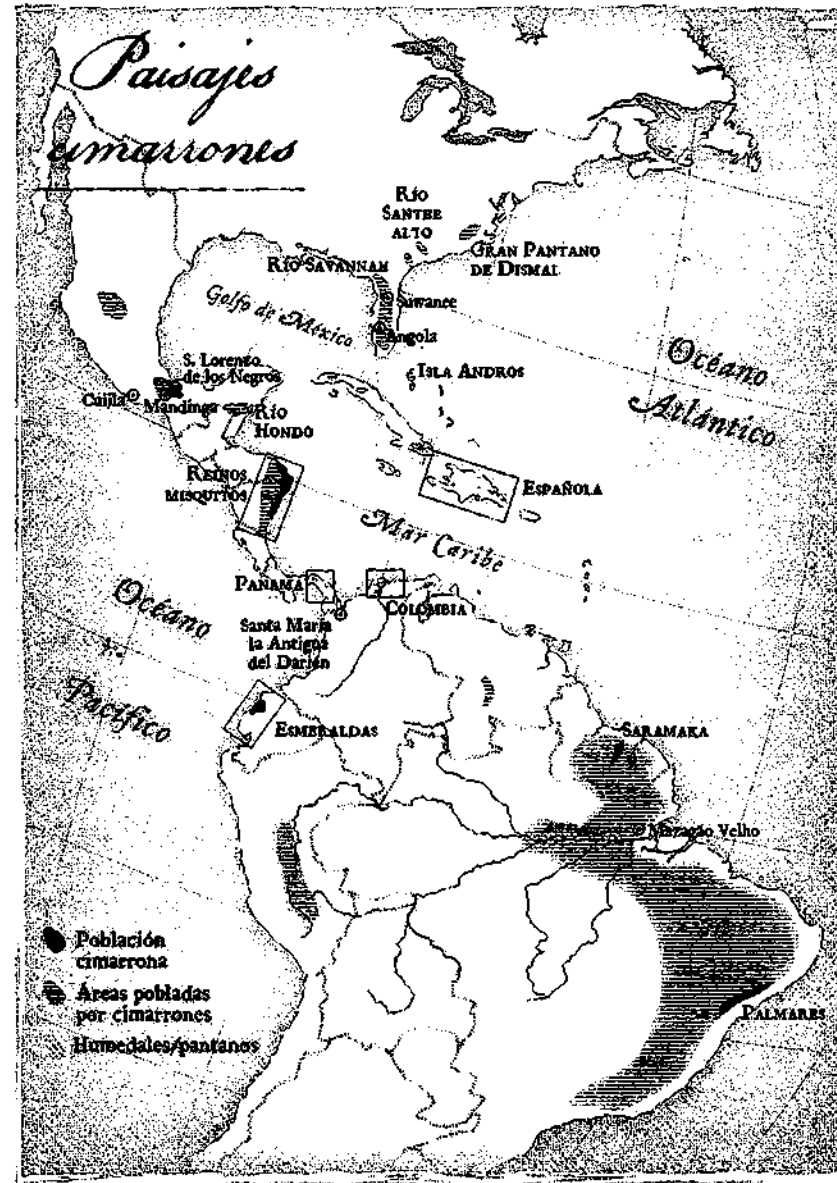 Paisajes
cimarrones
Río
Santee
alto
Gran Pantano
de Dismal
Río Savannah
Suwanee
Golfo de México
Angola
Océano
Atlántico
S. Lorenzo
de los Negros
Isla Andros
Cuijla
Mandinga
Río
Hondo
Reinos
misquitos
Española
Mar Caribe
Panamá
Colombia
Océano
Pacífico
Santa María
la Antigua
del Darién
Esmeraldas
Saramaka
Mazagão Velho
Palmares
Población
cimarrona
Áreas pobladas
por cimarrones
Humedales/pantanos